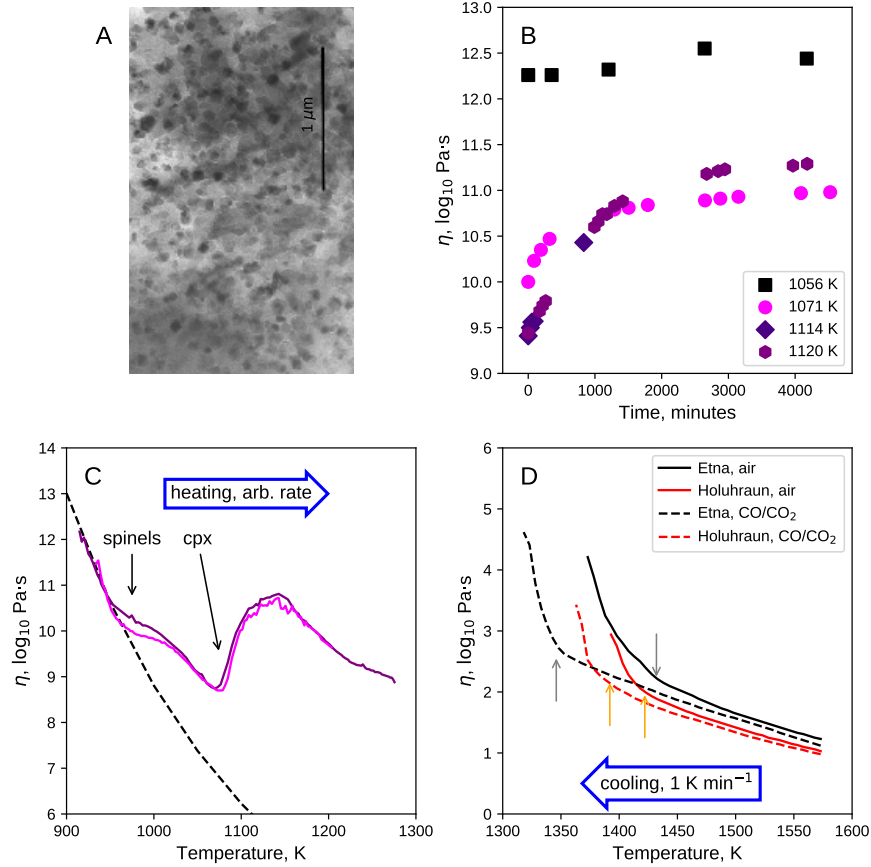 A
1 μm
B
13.0
12.5
12.0
11.5
11.0
10.5
10.0
9.5
9.0
η, log₁₀ Pa·s
1056 K
1071 K
1114 K
1120 K
0 1000 2000 3000 4000
Time, minutes
C
14
13
12
11
10
9
8
7
6
η, log₁₀ Pa·s
heating, arb. rate
spinels cpx
900 1000 1100 1200 1300
Temperature, K
D
6
5
4
3
2
1
0
η, log₁₀ Pa·s
Etna, air
Holuhraun, air
Etna, CO/CO₂
Holuhraun, CO/CO₂
cooling, 1 K min⁻¹
1300 1350 1400 1450 1500 1550 1600
Temperature, K